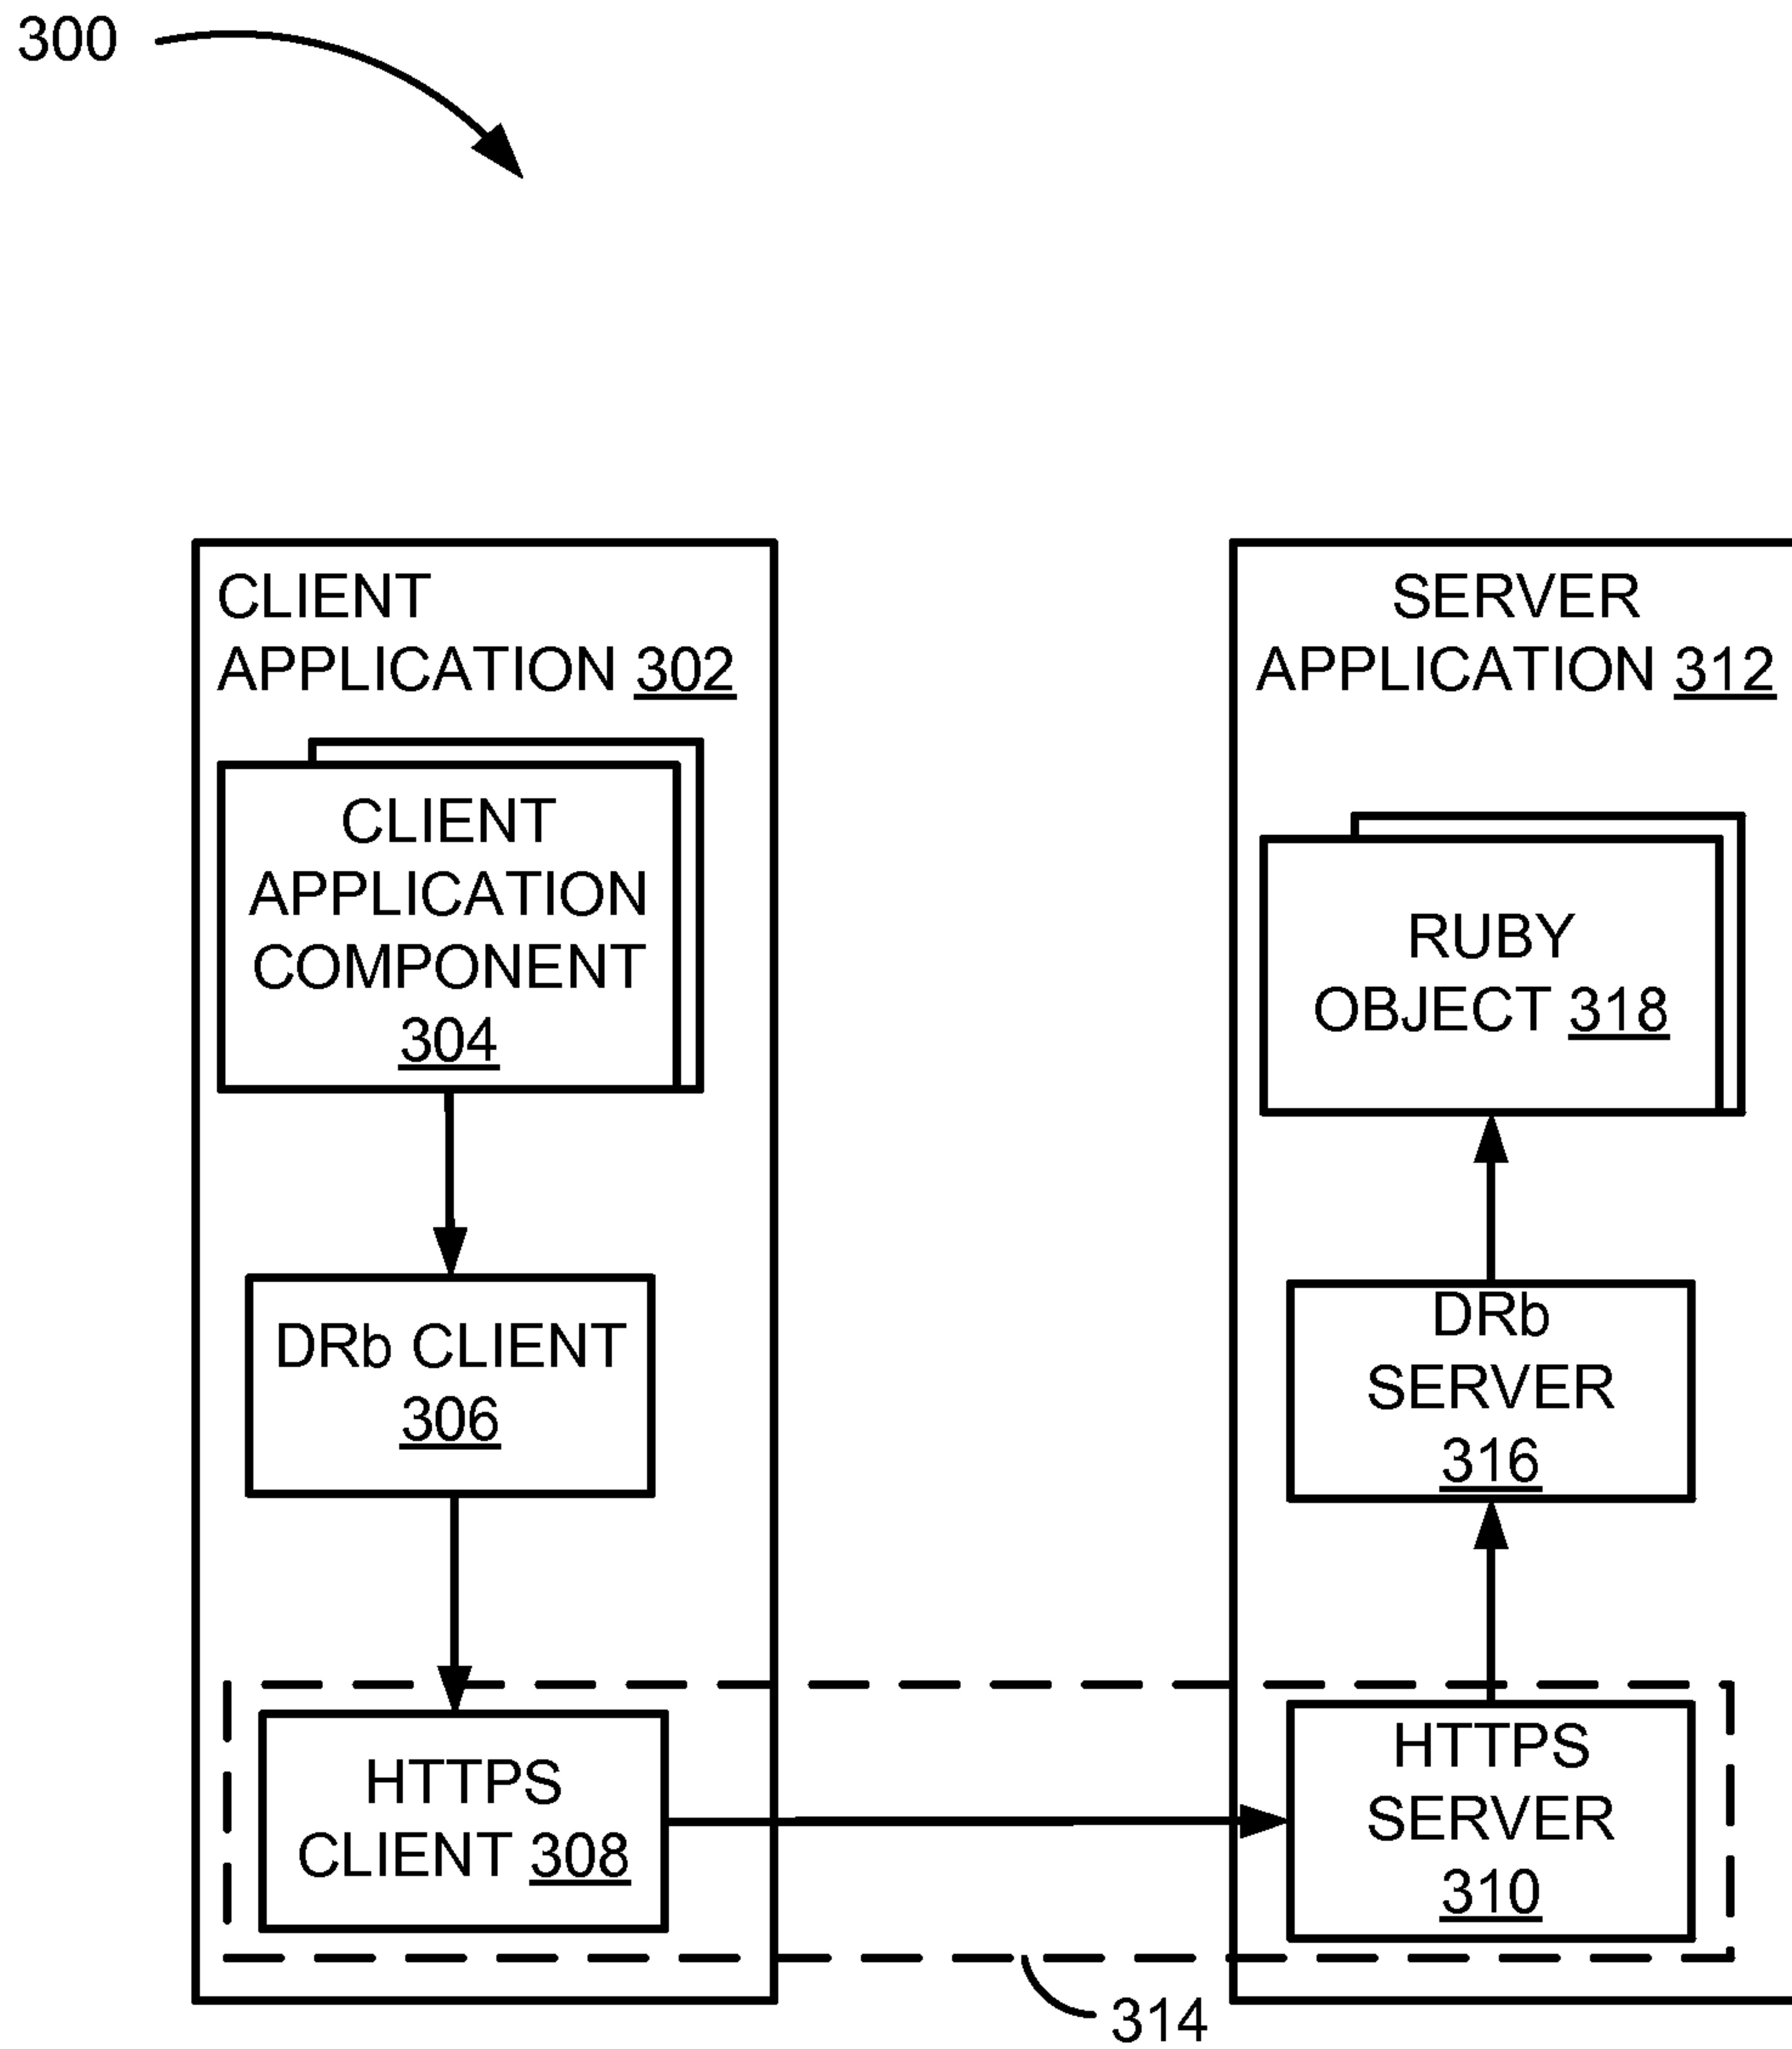 300
CLIENT
APPLICATION 302
CLIENT
APPLICATION
COMPONENT
304
DRb CLIENT
306
HTTPS
CLIENT 308
SERVER
APPLICATION 312
RUBY
OBJECT 318
DRb
SERVER
316
HTTPS
SERVER
310
314